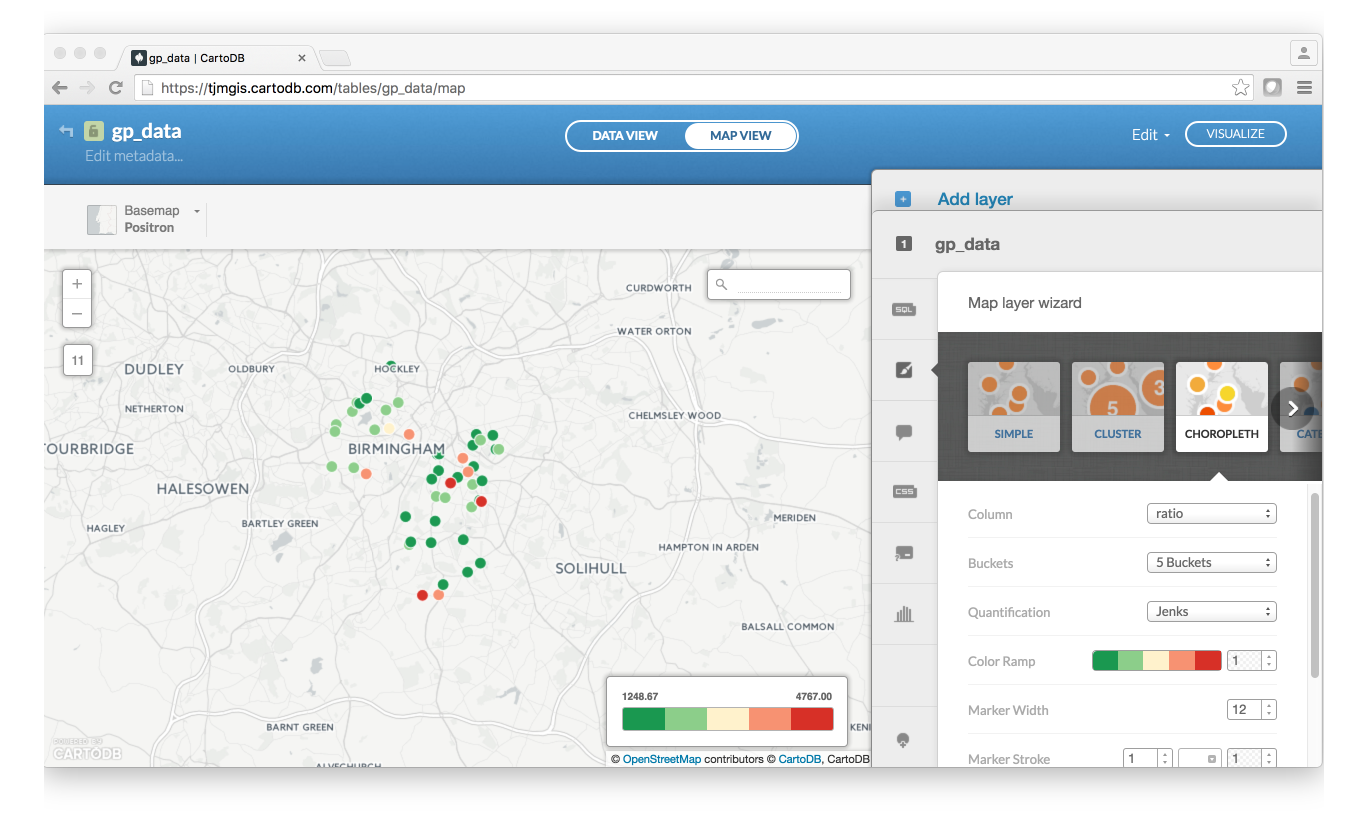 gp_data | CartoDB
https://tjmgis.cartodb.com/tables/gp_data/map
gp_data
Edit metadata...
DATA VIEW
MAP VIEW
Edit
VISUALIZE
Basemap
Positron
Add layer
1
gp_data
SQL
CSS
Map layer wizard
SIMPLE
5
CLUSTER
3
CHOROPLETH
CATE
Column
ratio
Buckets
5 Buckets
Quantification
Jenks
Color Ramp
1
Marker Width
12
Marker Stroke
1
1
+
−
11
CURDWORTH
WATER ORTON
DUDLEY
OLDBURY
HOCKLEY
NETHERTON
CHELMSLEY WOOD
TOURBRIDGE
BIRMINGHAM
HALESOWEN
HAGLEY
BARTLEY GREEN
MERIDEN
HAMPTON IN ARDEN
SOLIHULL
BALSALL COMMON
BARNT GREEN
KENI
ALVECHURCH
1248.67
4767.00
POWERED BY
CARTODB
© OpenStreetMap contributors © CartoDB, CartoDB